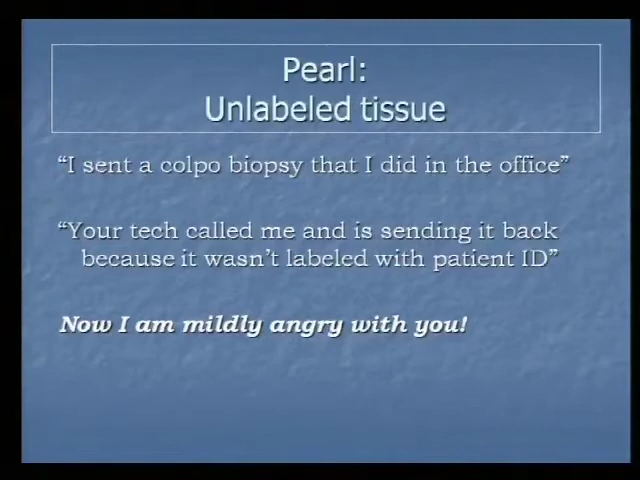 Pearl:
Unlabeled tissue
“I sent a colpo biopsy that I did in the office”
“Your tech called me and is sending it back
because it wasn’t labeled with patient ID”
Now I am mildly angry with you!